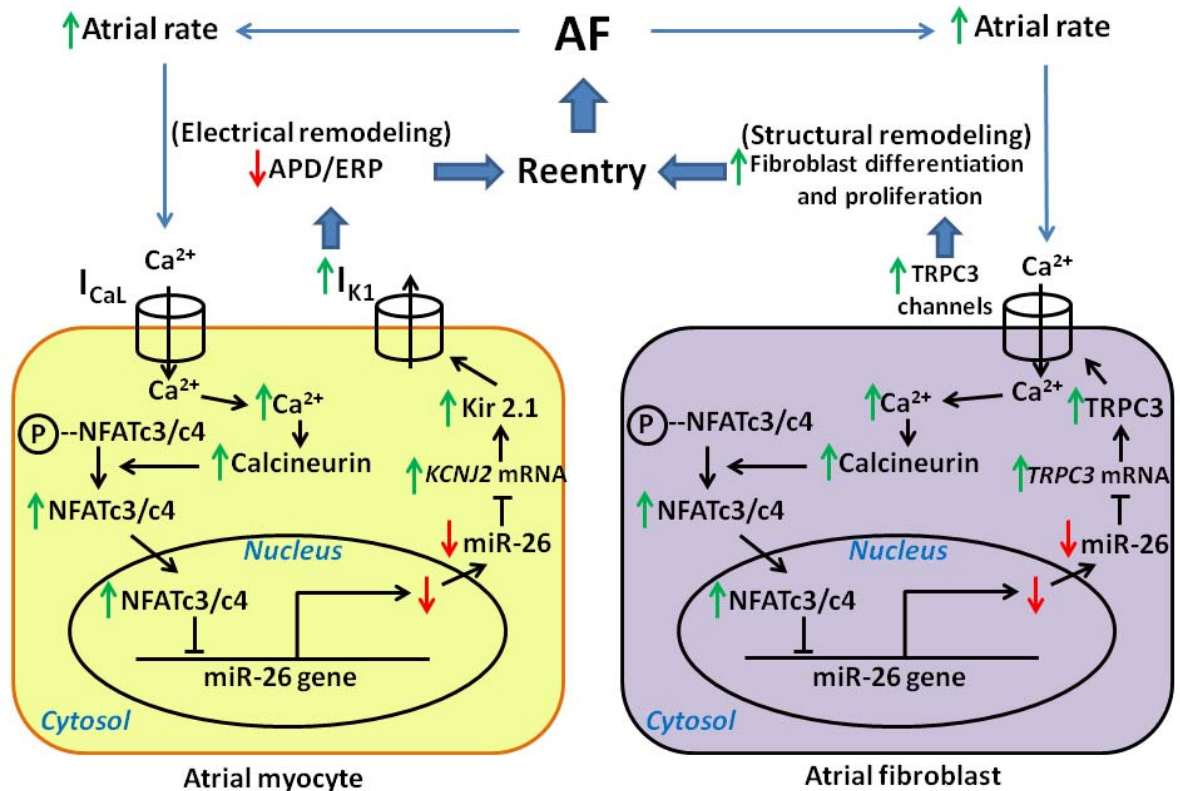 ↑Atrial rate
AF
↑Atrial rate
(Electrical remodeling)
↓APD/ERP
Reentry
(Structural remodeling)
↑Fibroblast differentiation
and proliferation
Ca²⁺
I_CaL
↑I_K1
Ca²⁺
↑Ca²⁺
↑Kir 2.1
P--NFATc3/c4
↑Calcineurin
↑KCNJ2 mRNA
↑NFATc3/c4
↓miR-26
Nucleus
↑NFATc3/c4
↓
miR-26 gene
Cytosol
Atrial myocyte
↑TRPC3
channels
Ca²⁺
Ca²⁺
↑Ca²⁺
↑TRPC3
P--NFATc3/c4
↑Calcineurin
↑TRPC3 mRNA
↑NFATc3/c4
↓miR-26
Nucleus
↑NFATc3/c4
↓
miR-26 gene
Cytosol
Atrial fibroblast